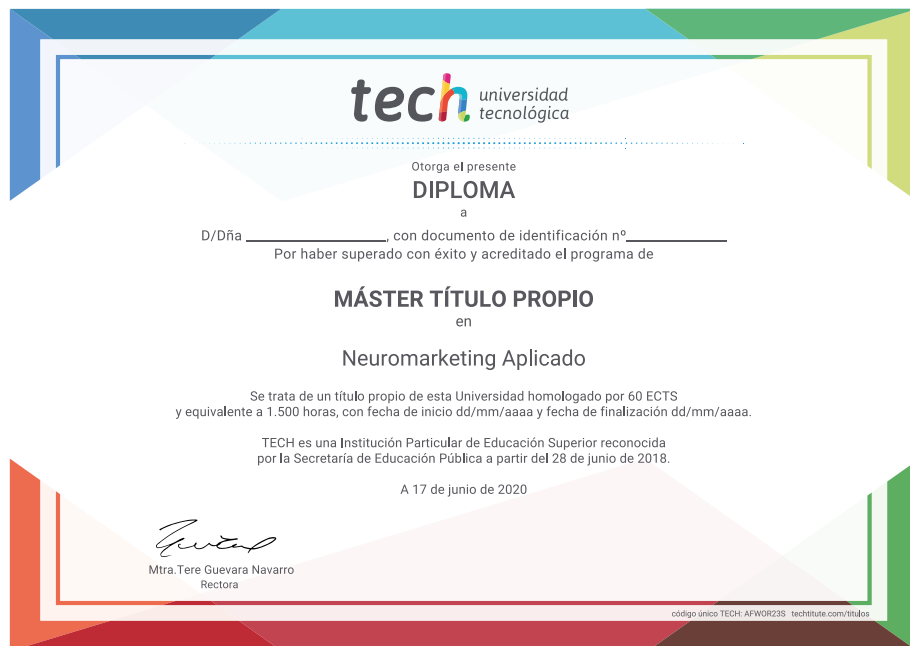 tech universidad
tecnológica
Otorga el presente
DIPLOMA
a
D/Dña ________________, con documento de identificación nº____________
Por haber superado con éxito y acreditado el programa de
MÁSTER TÍTULO PROPIO
en
Neuromarketing Aplicado
Se trata de un título propio de esta Universidad homologado por 60 ECTS
y equivalente a 1.500 horas, con fecha de inicio dd/mm/aaaa y fecha de finalización dd/mm/aaaa.
TECH es una Institución Particular de Educación Superior reconocida
por la Secretaría de Educación Pública a partir del 28 de junio de 2018.
A 17 de junio de 2020
Mtra.Tere Guevara Navarro
Rectora
código único TECH: AFWOR23S techtitute.com/titulos